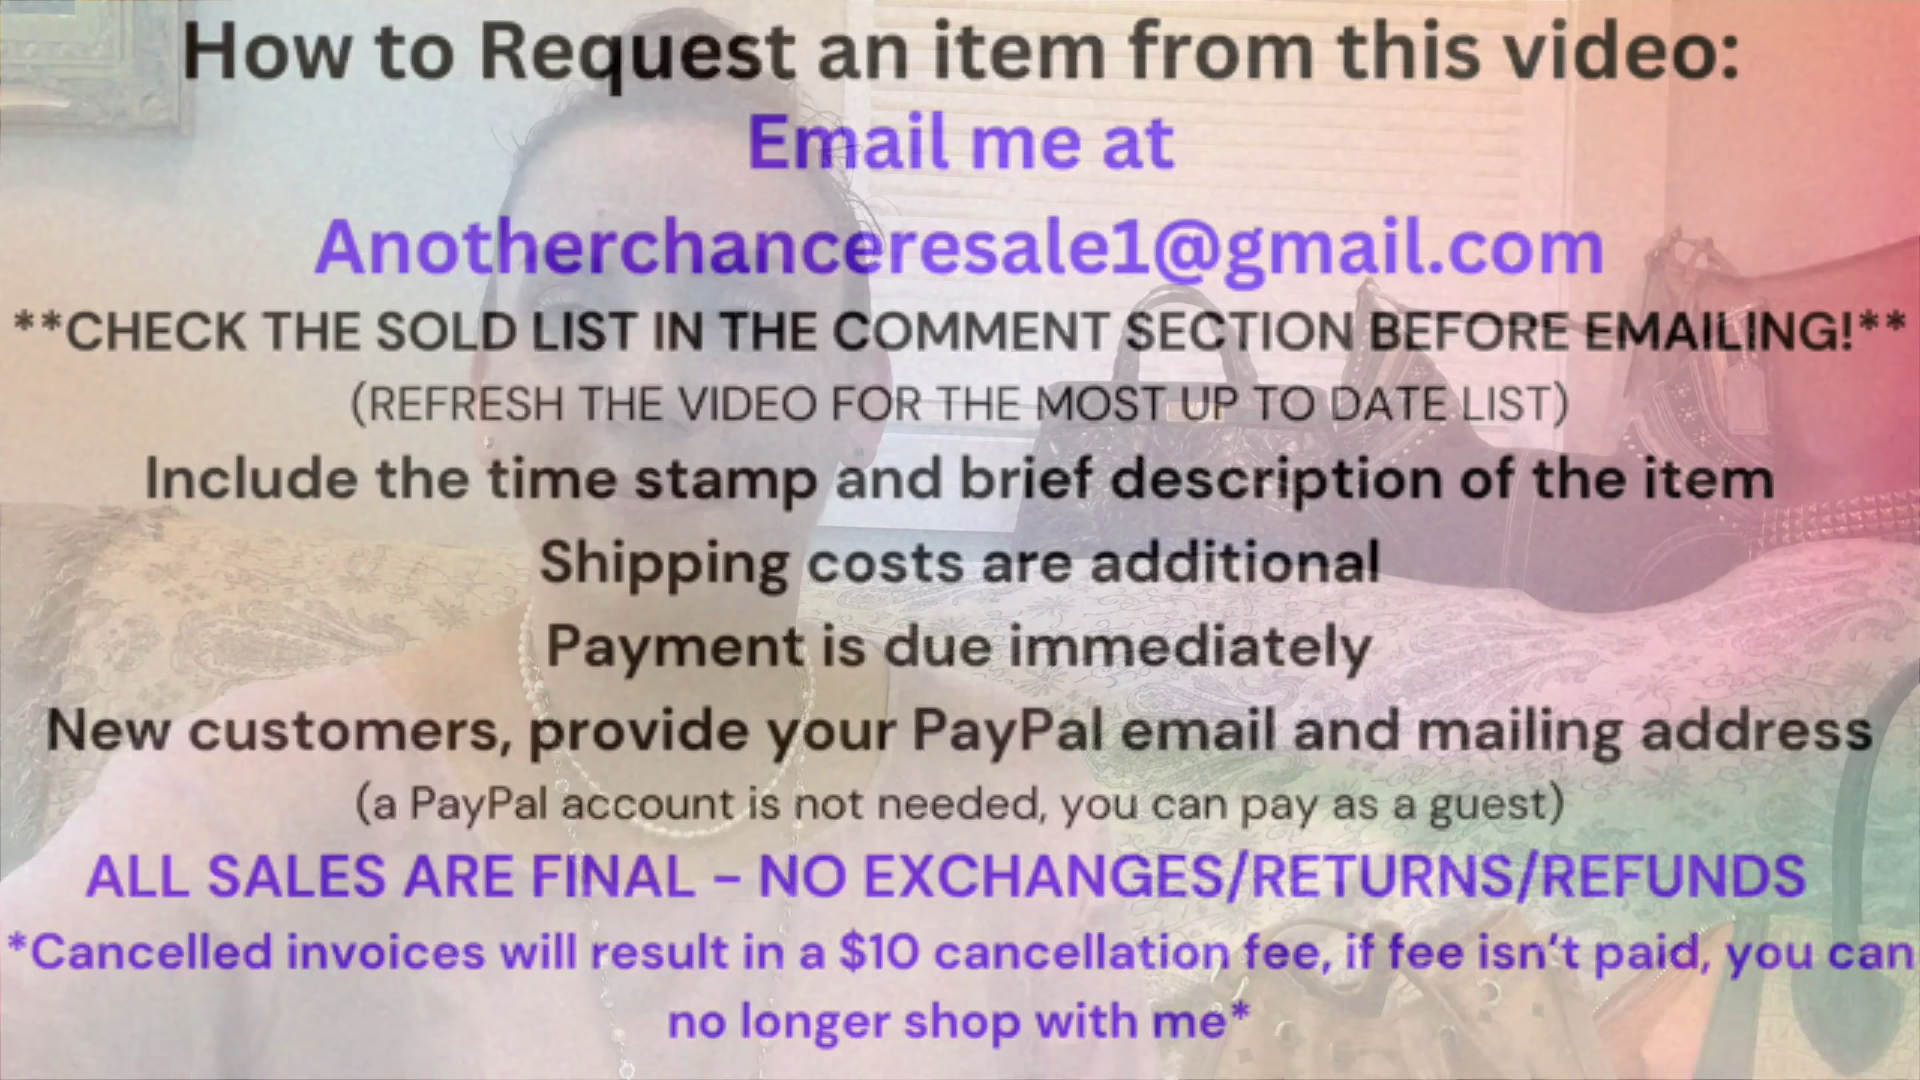 How to Request an item from this video:
Email me at
Anotherchanceresale1@gmail.com
**CHECK THE SOLD LIST IN THE COMMENT SECTION BEFORE EMAILING!**
(REFRESH THE VIDEO FOR THE MOST UP TO DATE LIST)
Include the time stamp and brief description of the item
Shipping costs are additional
Payment is due immediately
New customers, provide your PayPal email and mailing address
(a PayPal account is not needed, you can pay as a guest)
ALL SALES ARE FINAL – NO EXCHANGES/RETURNS/REFUNDS
*Cancelled invoices will result in a $10 cancellation fee, if fee isn’t paid, you can
no longer shop with me*